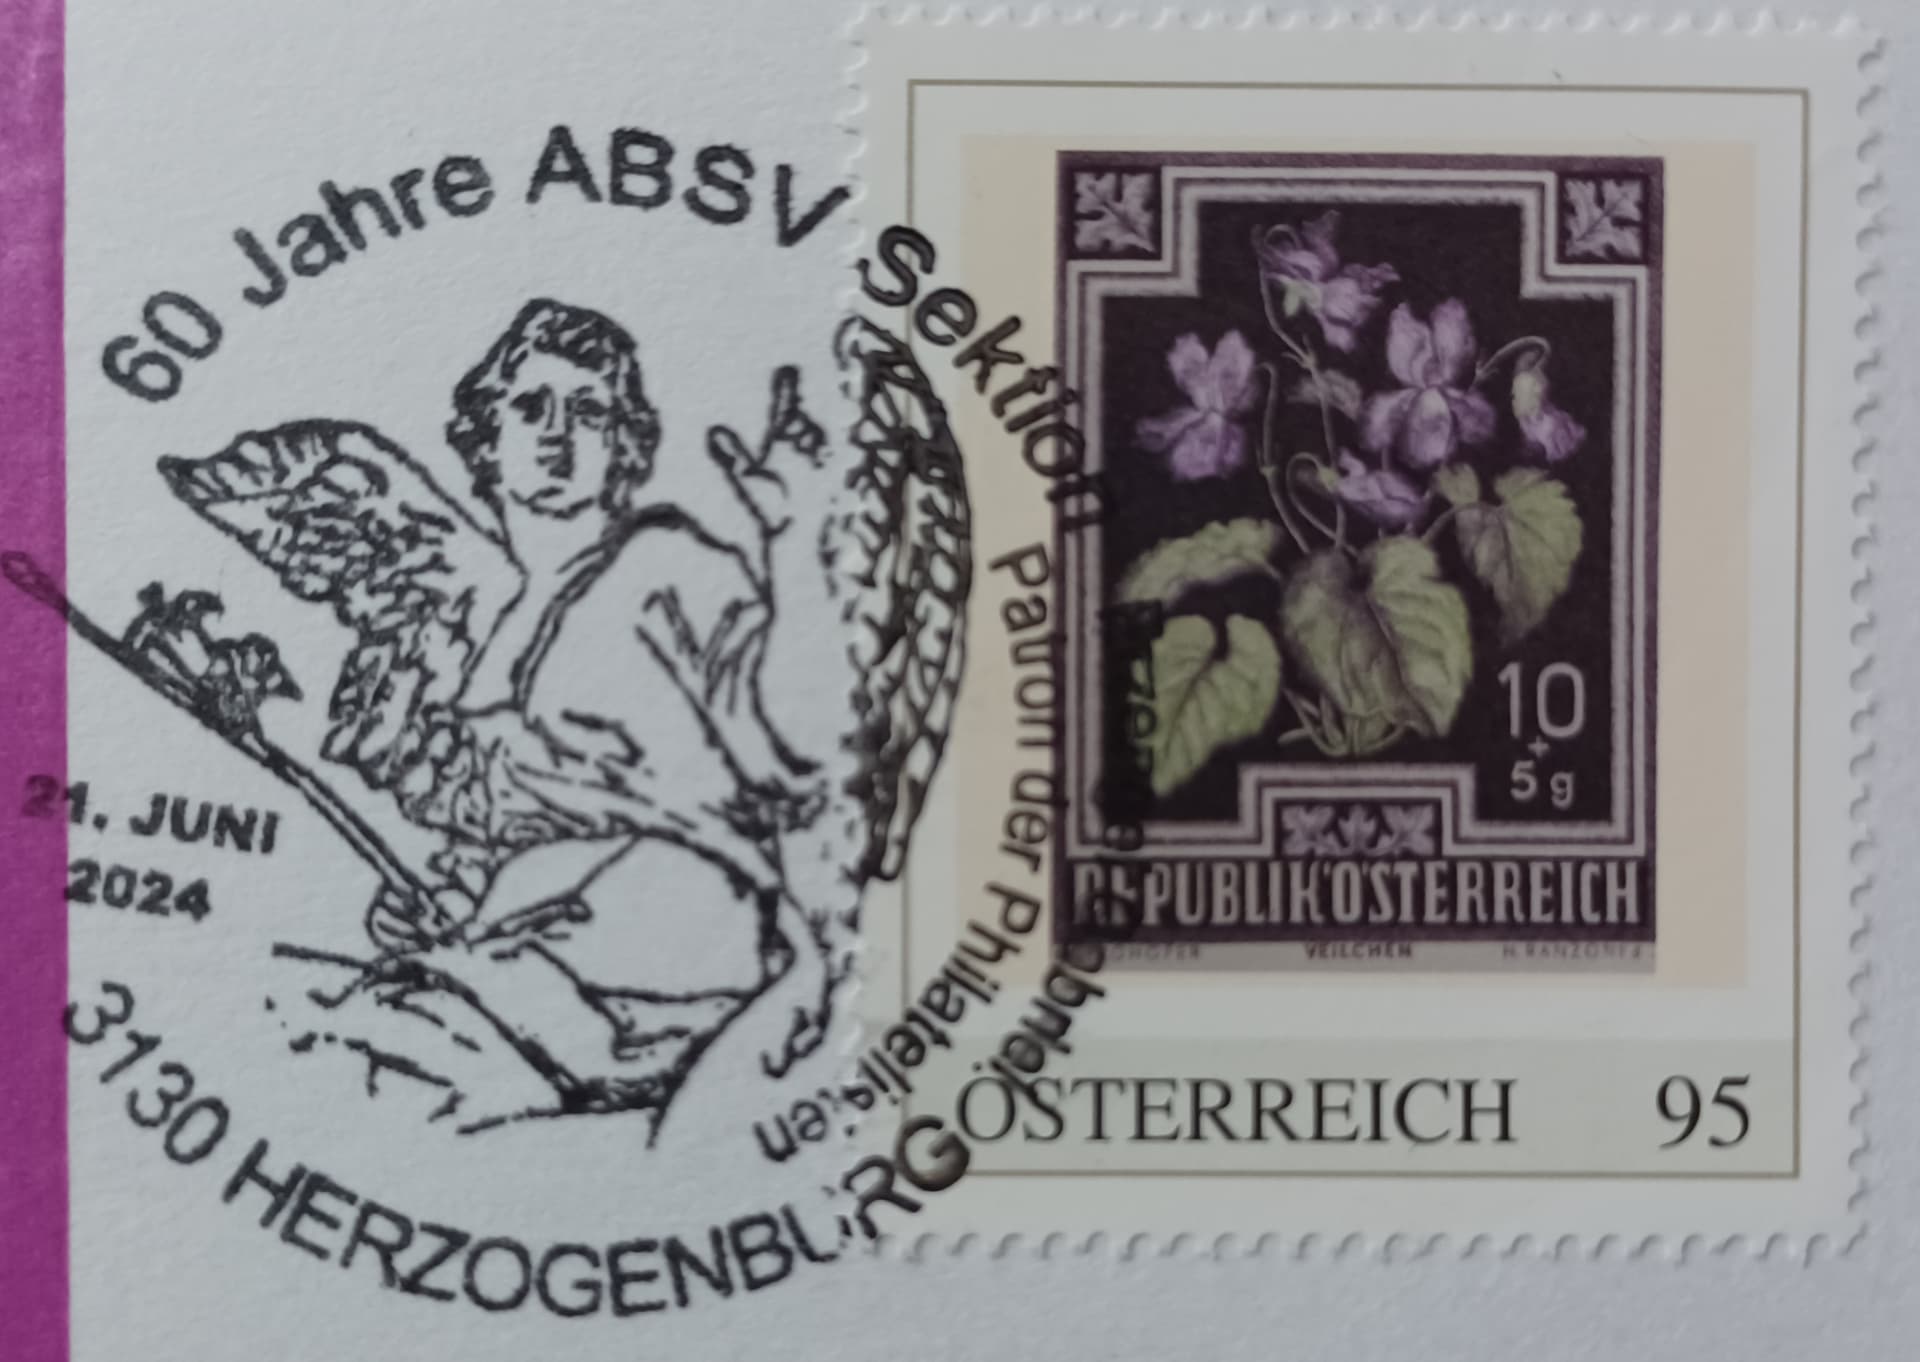 60 Jahre ABSV Sektion
Patron der Philatelisten
21. JUNI
2024
3130 HERZOGENBURG
10
+
5 g
REPUBLIK ÖSTERREICH
VEILCHEN
ÖSTERREICH 95